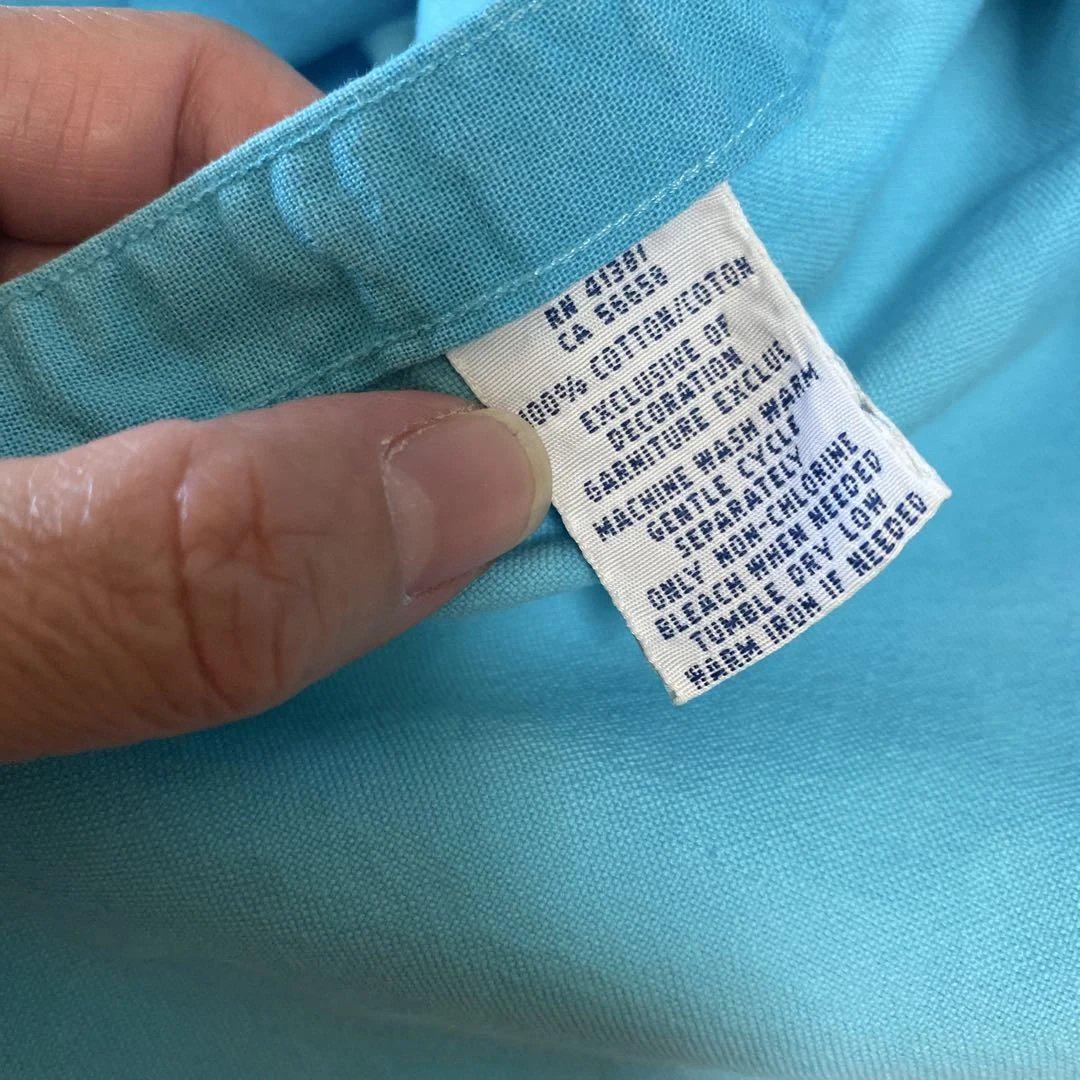 RN 41381
CA 56650
100% COTTON/COTON
EXCLUSIVE OF
DECORATION
GARNITURE EXCLUE
MACHINE WASH WARM
GENTLE CYCLE
SEPARATELY
ONLY NON-CHLORINE
BLEACH WHEN NEEDED
TUMBLE DRY LOW
WARM IRON IF NEEDED